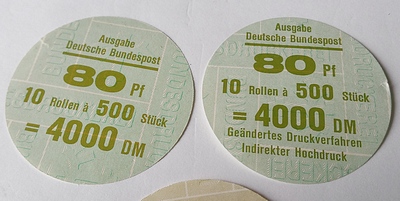 Ausgabe
Deutsche Bundespost
80 Pf
10 Rollen à 500 Stück
= 4000 DM
Ausgabe
Deutsche Bundespost
80 Pf
10 Rollen à 500 Stück
= 4000 DM
Geändertes Druckverfahren
Indirekter Hochdruck